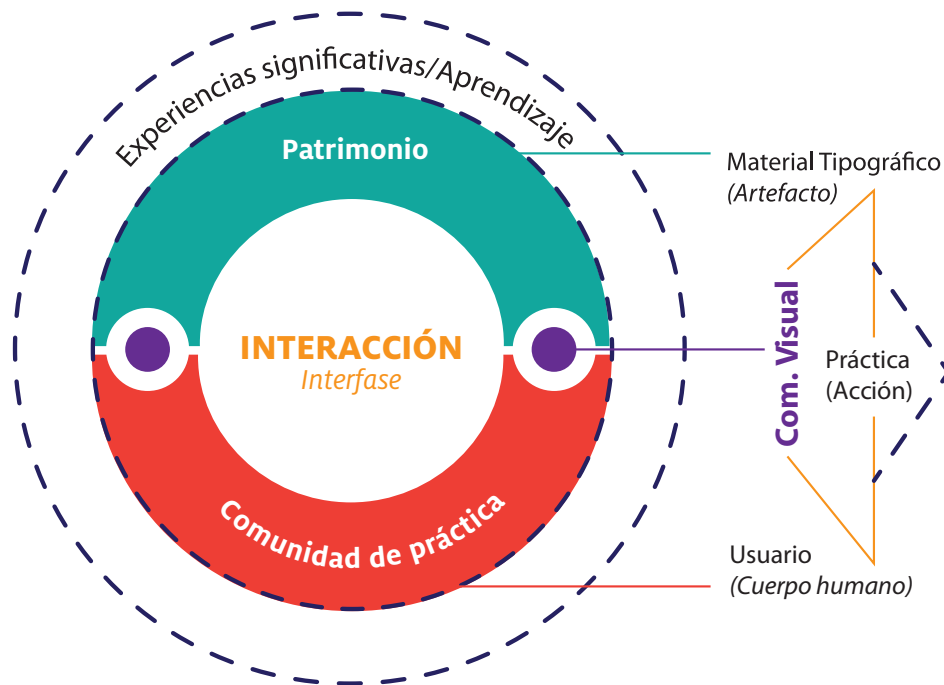 Experiencias significativas/Aprendizaje
Patrimonio
Material Tipográfico
(Artefacto)
INTERACCIÓN
Interfase
Com. Visual
Práctica
(Acción)
Comunidad de práctica
Usuario
(Cuerpo humano)